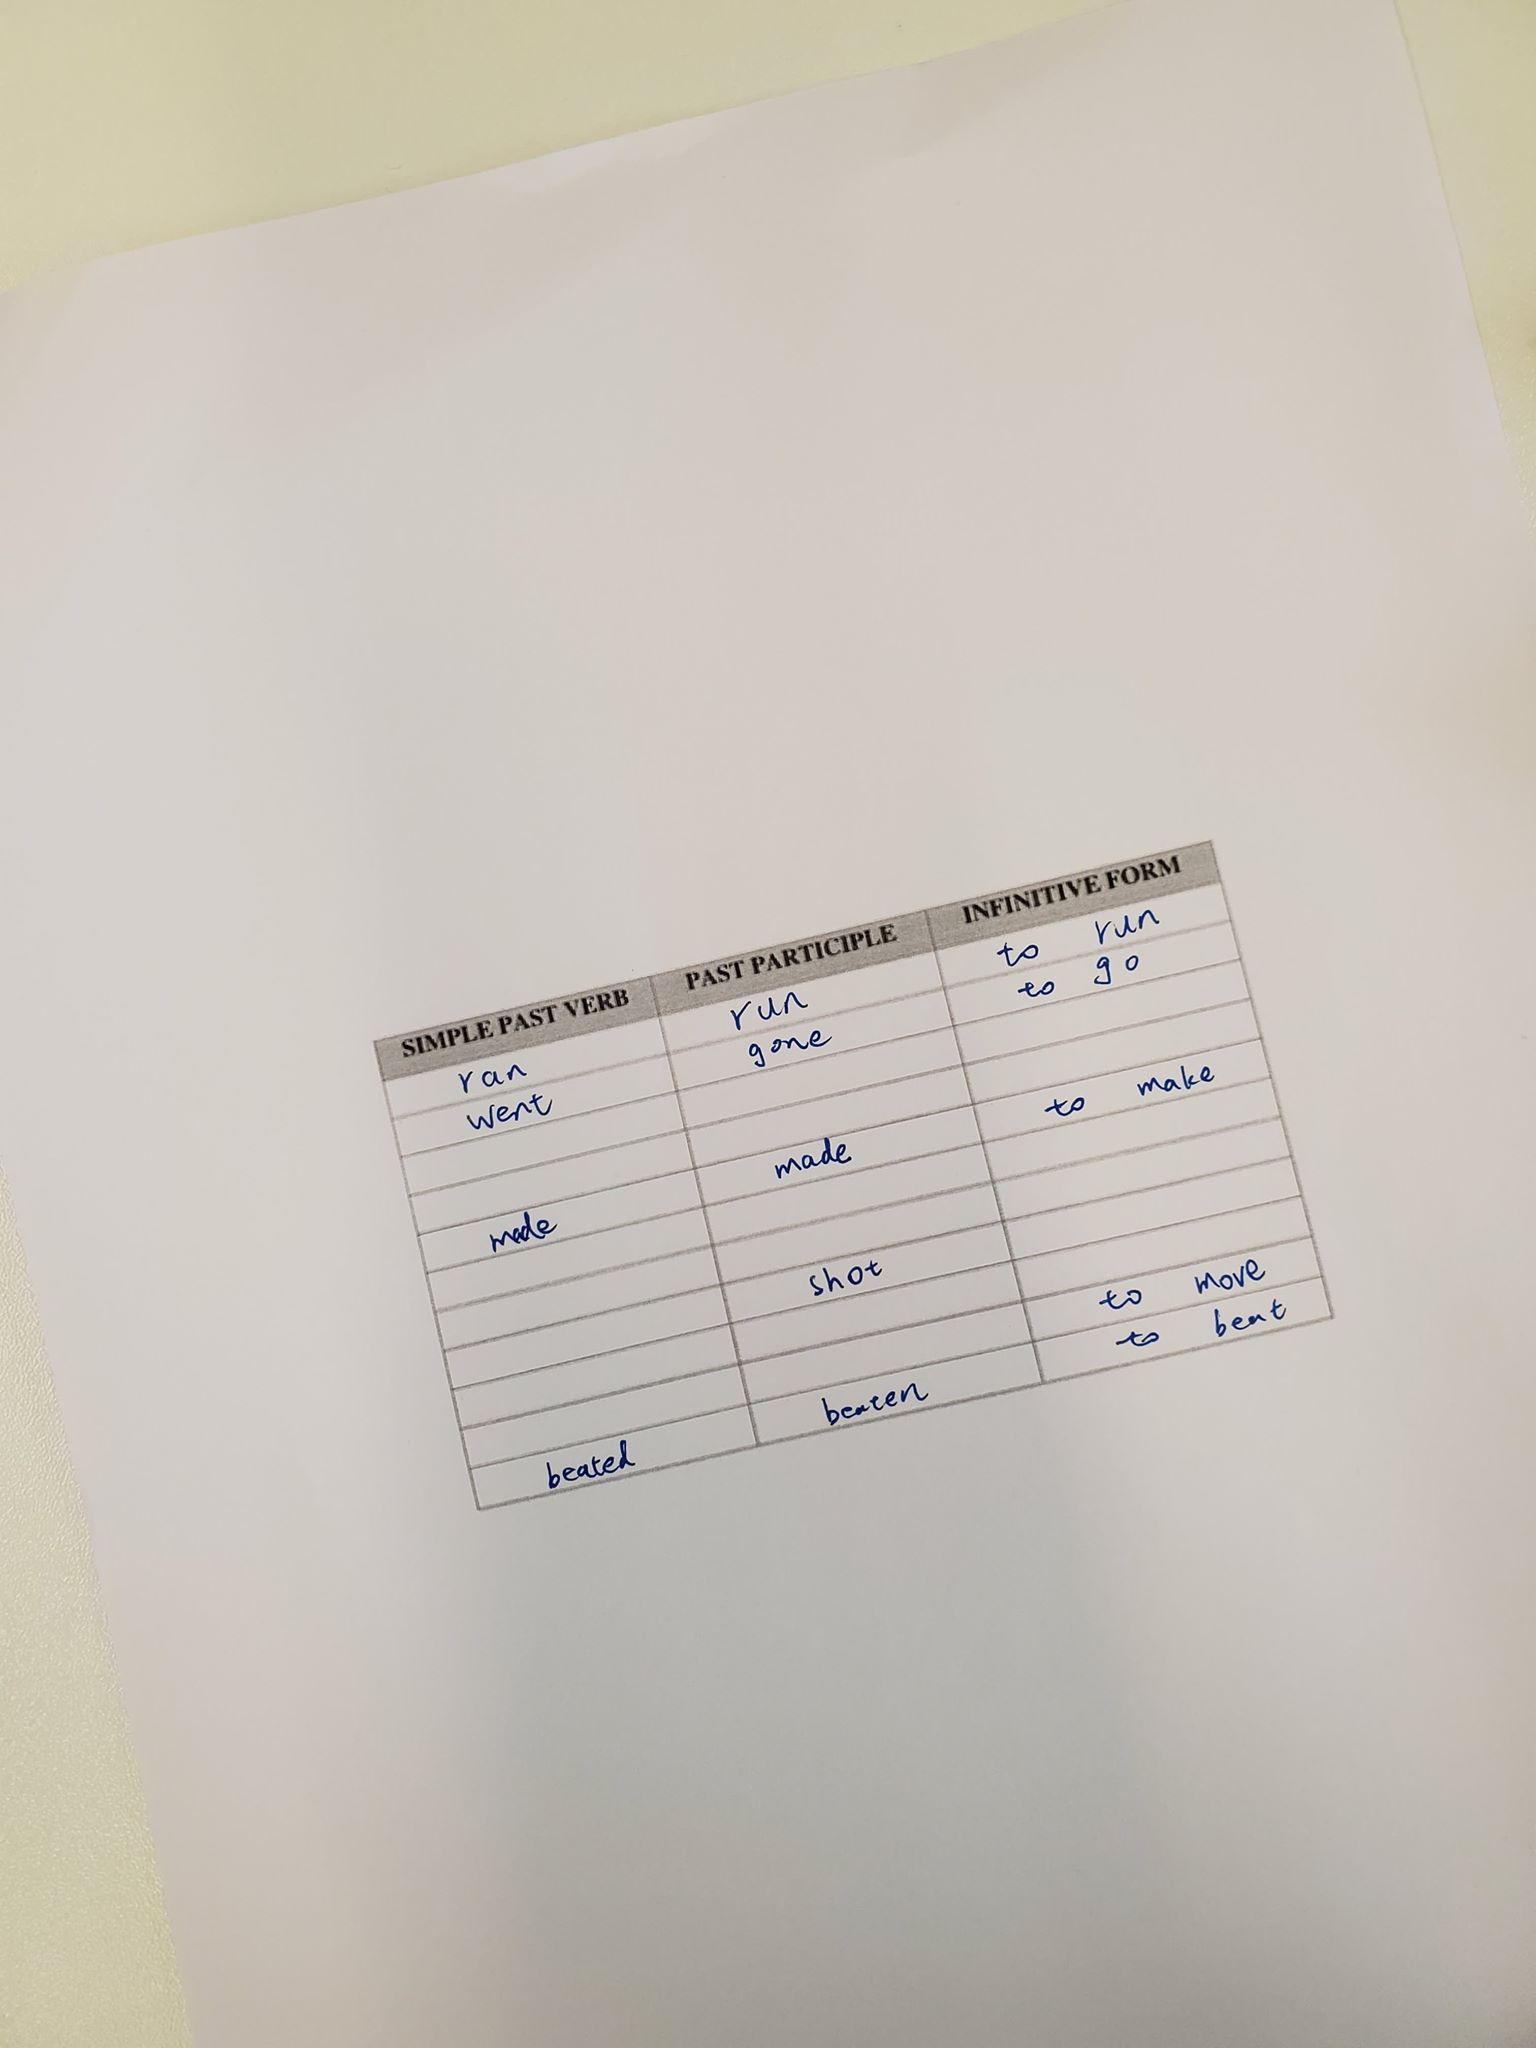 SIMPLE PAST VERB PAST PARTICIPLE INFINITIVE FORM
ran run to run
went gone to go
made made to make
shot
to move
beated beaten to beat